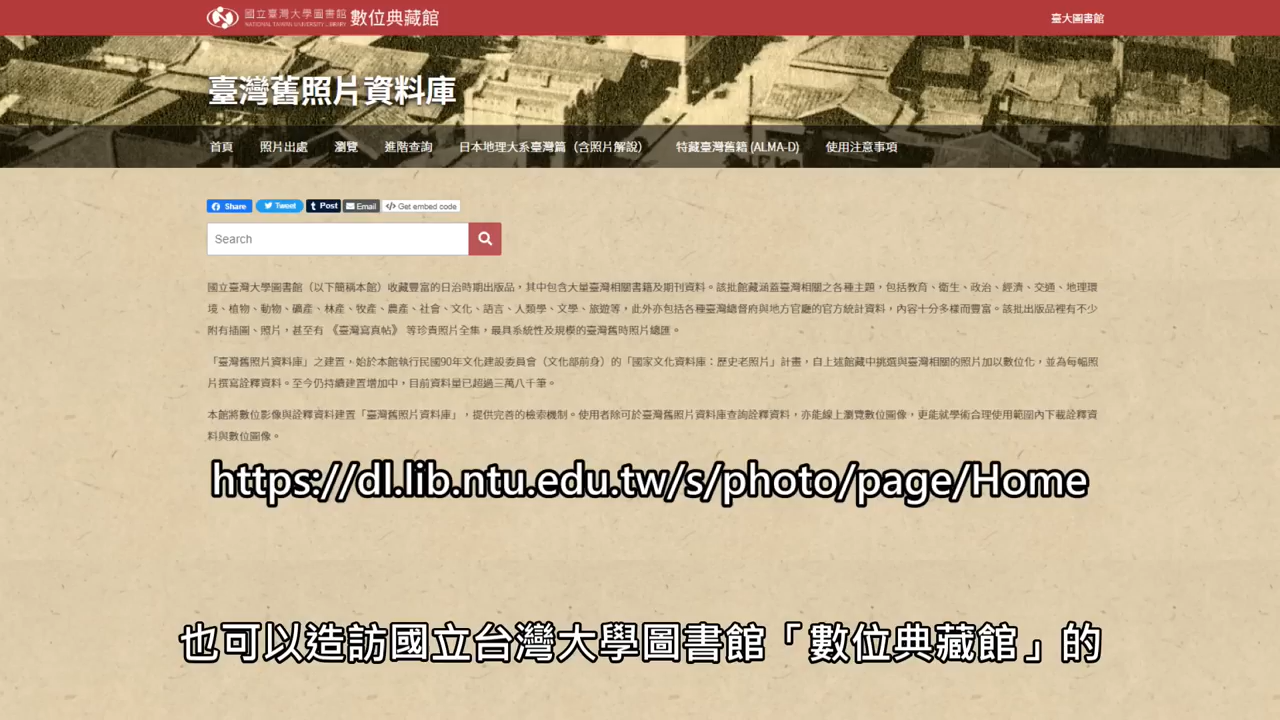 國立臺灣大學圖書館 數位典藏館
NATIONAL TAIWAN UNIVERSITY LIBRARY
臺大圖書館
臺灣舊照片資料庫
首頁 照片出處 瀏覽 進階查詢 日本地理大系臺灣篇（含照片解說） 特藏臺灣舊籍 (ALMA-D) 使用注意事項
Share Tweet Post Email Get embed code
Search
國立臺灣大學圖書館（以下簡稱本館）收藏豐富的日治時期出版品，其中包含大量臺灣相關書籍及期刊資料。該批館藏涵蓋臺灣相關之各種主題，包括教育、衛生、政治、經濟、交通、地理環
境、植物、動物、礦產、林產、牧產、農產、社會、文化、語言、人類學、文學、旅遊等，此外亦包括各種臺灣總督府與地方官廳的官方統計資料，內容十分多樣而豐富。該批出版品裡有不少
附有插圖、照片，甚至有 《臺灣寫真帖》 等珍貴照片全集，最具系統性及規模的臺灣舊時照片總匯。
「臺灣舊照片資料庫」之建置，始於本館執行民國90年文化建設委員會（文化部前身）的「國家文化資料庫：歷史老照片」計畫，自上述館藏中挑選與臺灣相關的照片加以數位化，並為每幅照
片撰寫詮釋資料。至今仍持續建置增加中，目前資料量已超過三萬八千筆。
本館將數位影像與詮釋資料建置「臺灣舊照片資料庫」，提供完善的檢索機制。使用者除可於臺灣舊照片資料庫查詢詮釋資料，亦能線上瀏覽數位圖像，更能就學術合理使用範圍內下載詮釋資
料與數位圖像。
https://dl.lib.ntu.edu.tw/s/photo/page/Home
也可以造訪國立台灣大學圖書館「數位典藏館」的